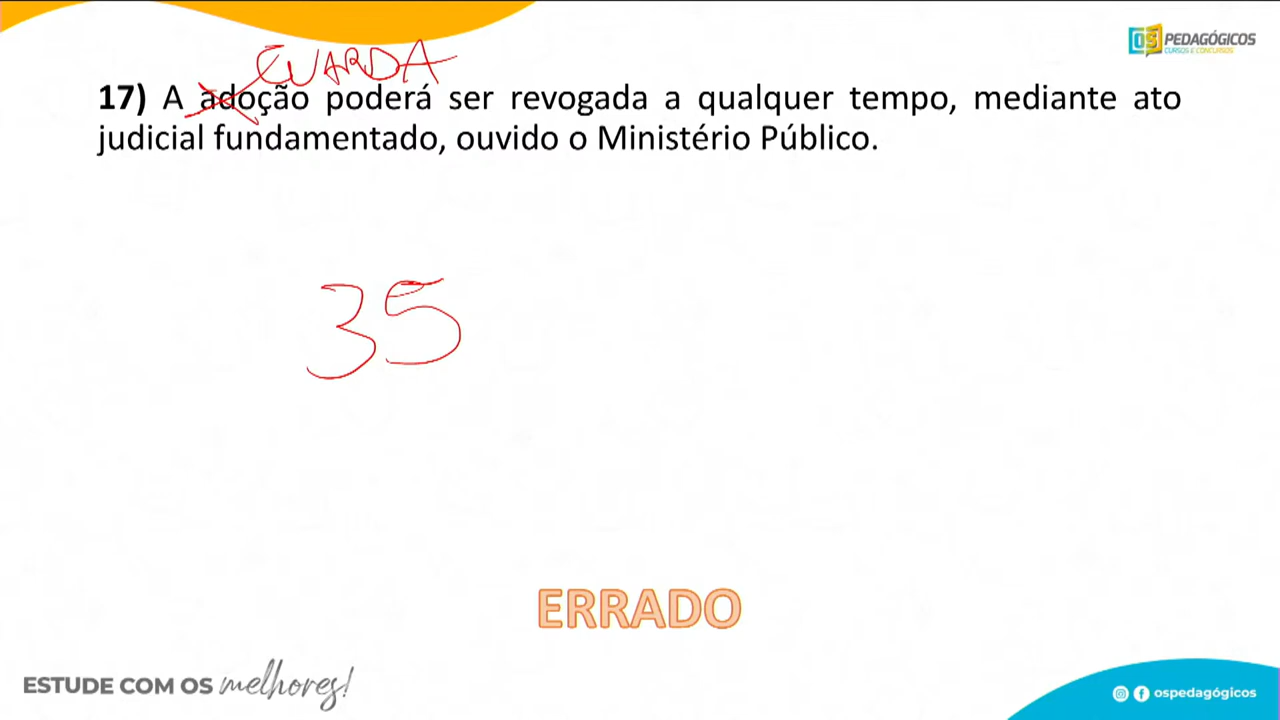 OS PEDAGÓGICOS
CURSOS E CONCURSOS
GUARDA
17) A adoção poderá ser revogada a qualquer tempo, mediante ato
judicial fundamentado, ouvido o Ministério Público.
35
ERRADO
ESTUDE COM OS melhores!
ospedagógicos